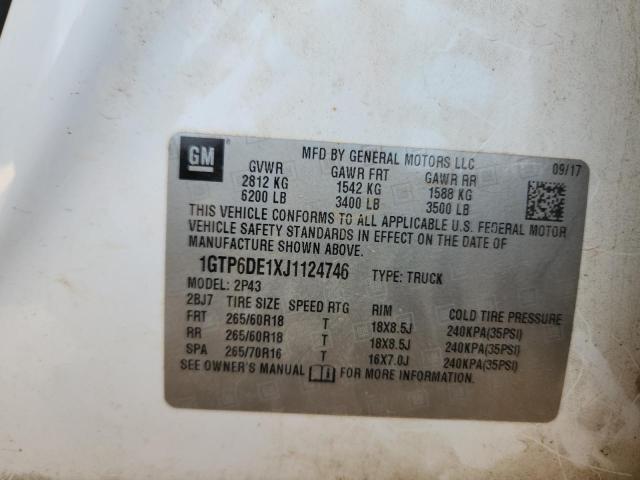 GM
MFD BY GENERAL MOTORS LLC 09/17
GVWR GAWR FRT GAWR RR
2812 KG 1542 KG 1588 KG
6200 LB 3400 LB 3500 LB
THIS VEHICLE CONFORMS TO ALL APPLICABLE U.S. FEDERAL MOTOR
VEHICLE SAFETY STANDARDS IN EFFECT ON THE DATE OF
MANUFACTURE SHOWN ABOVE.
1GTP6DE1XJ1124746 TYPE: TRUCK
MODEL: 2P43
2BJ7 TIRE SIZE SPEED RTG RIM COLD TIRE PRESSURE
FRT 265/60R18 T 18X8.5J 240KPA(35PSI)
RR 265/60R18 T 18X8.5J 240KPA(35PSI)
SPA 265/70R16 T 16X7.0J 240KPA(35PSI)
SEE OWNER'S MANUAL FOR MORE INFORMATION.